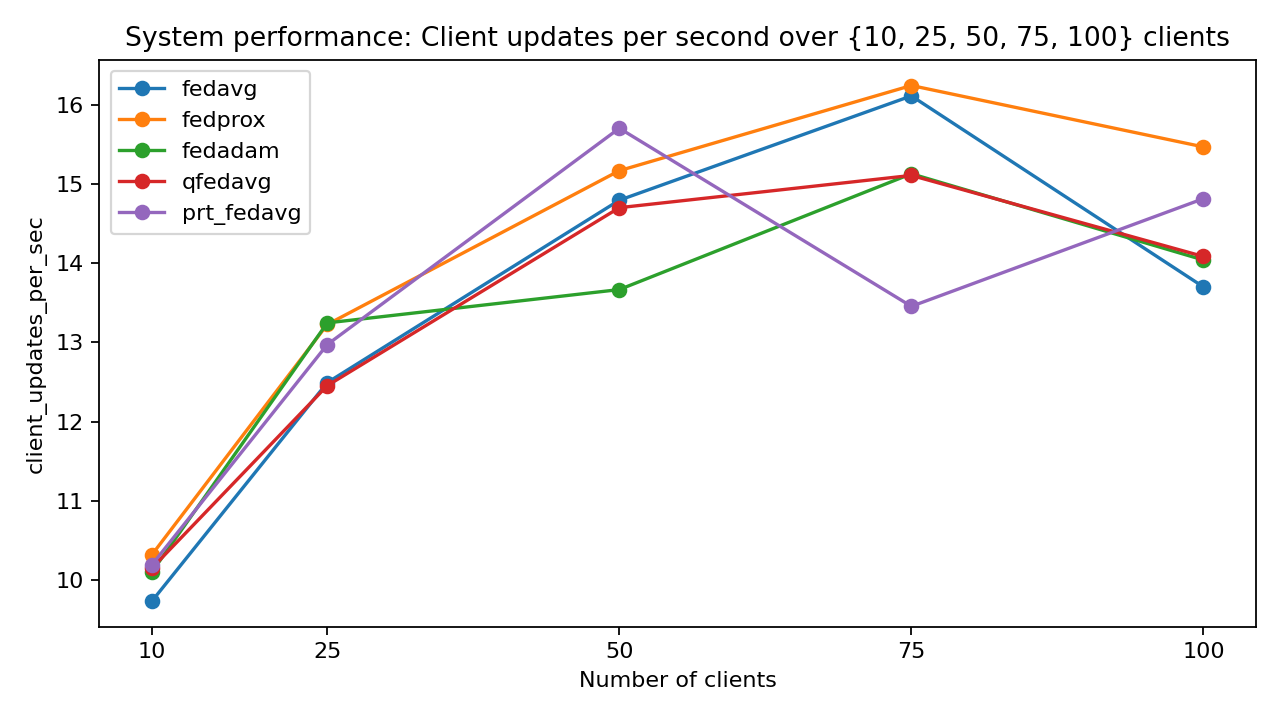 System performance: Client updates per second over {10, 25, 50, 75, 100} clients
fedavg
fedprox
fedadam
qfedavg
prt_fedavg
client_updates_per_sec
16
15
14
13
12
11
10
10 25 50 75 100
Number of clients